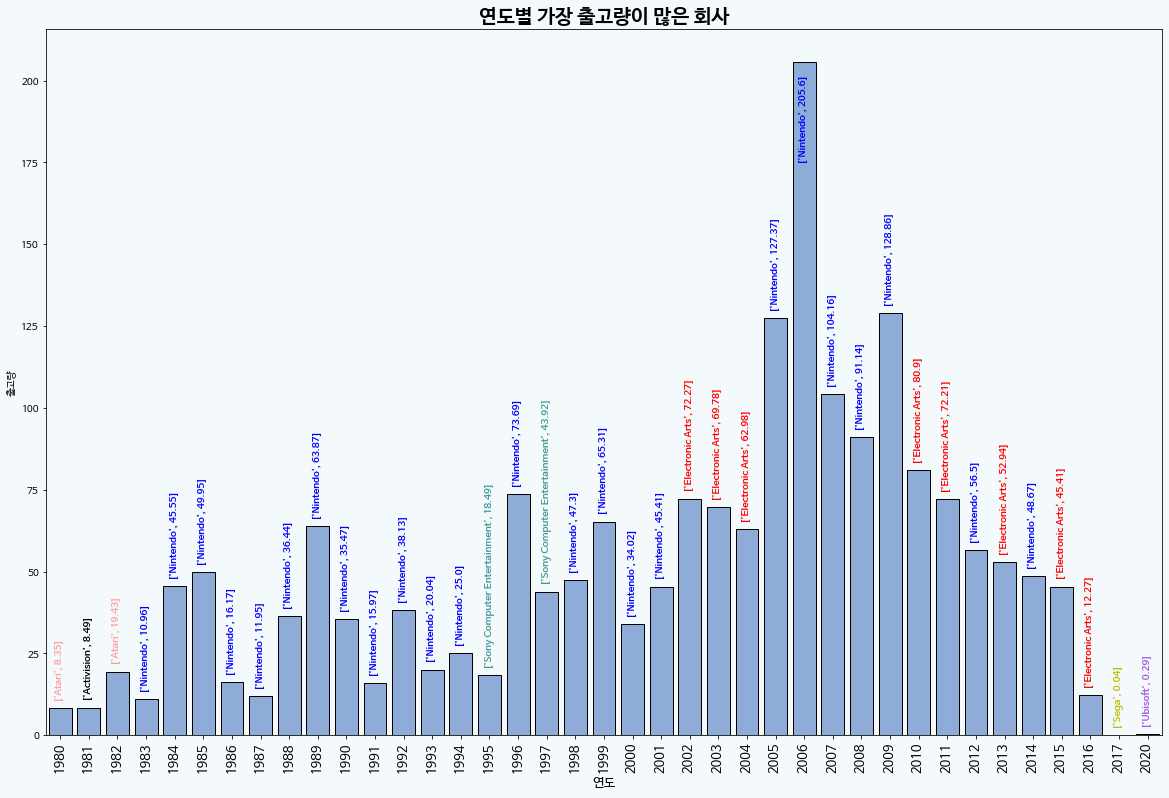 연도별 가장 출고량이 많은 회사
출고량
200
175
150
125
100
75
50
25
0
['Atari', 8.35]
['Activision', 8.49]
['Atari', 19.43]
['Nintendo', 10.96]
['Nintendo', 45.55]
['Nintendo', 49.95]
['Nintendo', 16.17]
['Nintendo', 11.95]
['Nintendo', 36.44]
['Nintendo', 63.87]
['Nintendo', 35.47]
['Nintendo', 15.97]
['Nintendo', 38.13]
['Nintendo', 20.04]
['Nintendo', 25.0]
['Sony Computer Entertainment', 18.49]
['Nintendo', 73.69]
['Sony Computer Entertainment', 43.92]
['Nintendo', 47.3]
['Nintendo', 65.31]
['Nintendo', 34.02]
['Nintendo', 45.41]
['Electronic Arts', 72.27]
['Electronic Arts', 69.78]
['Electronic Arts', 62.98]
['Nintendo', 127.37]
['Nintendo', 205.6]
['Nintendo', 104.16]
['Nintendo', 91.14]
['Nintendo', 128.86]
['Electronic Arts', 80.9]
['Electronic Arts', 72.21]
['Nintendo', 56.5]
['Electronic Arts', 52.94]
['Nintendo', 48.67]
['Electronic Arts', 45.41]
['Electronic Arts', 12.27]
['Sega', 0.04]
['Ubisoft', 0.29]
1980
1981
1982
1983
1984
1985
1986
1987
1988
1989
1990
1991
1992
1993
1994
1995
1996
1997
1998
1999
2000
2001
2002
2003
2004
2005
2006
2007
2008
2009
2010
2011
2012
2013
2014
2015
2016
2017
2020
연도